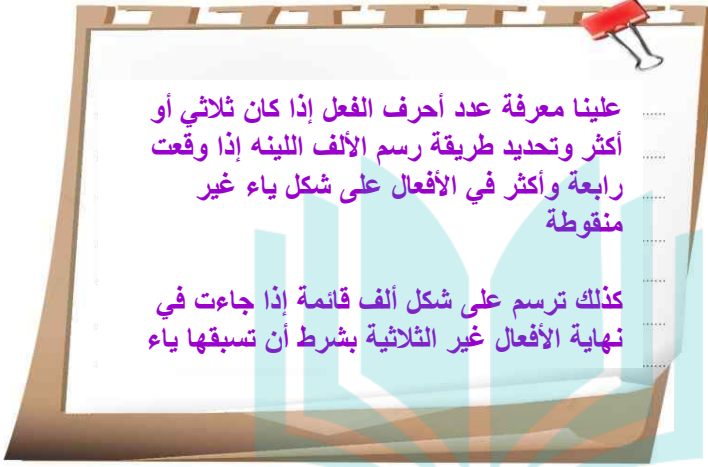 علينا معرفة عدد أحرف الفعل إذا كان ثلاثي أو
أكثر وتحديد طريقة رسم الألف اللينه إذا وقعت
رابعة وأكثر في الأفعال على شكل ياء غير
منقوطة
كذلك ترسم على شكل ألف قائمة إذا جاءت في
نهاية الأفعال غير الثلاثية بشرط أن تسبقها ياء